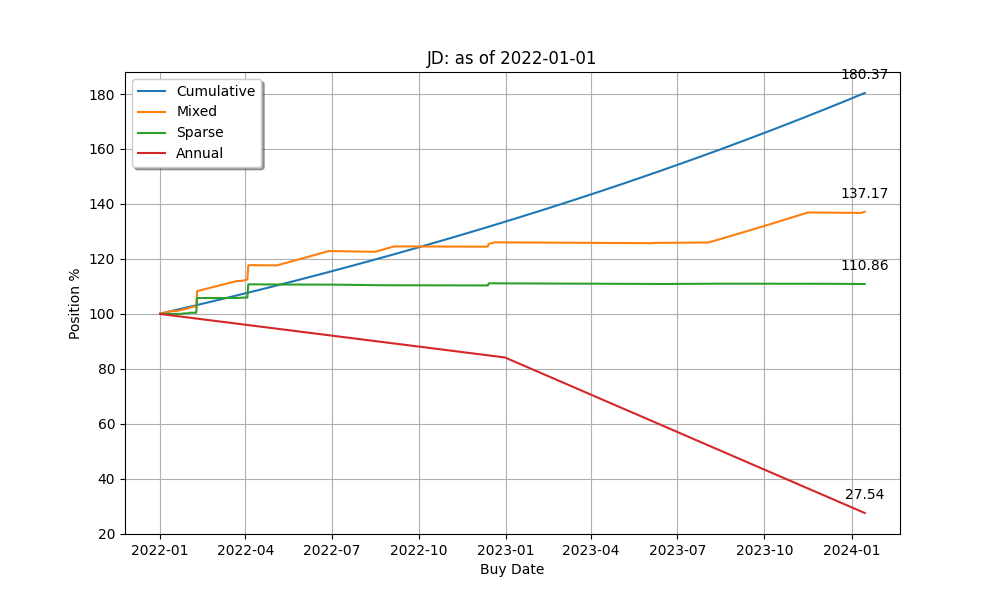 JD: as of 2022-01-01
Cumulative
Mixed
Sparse
Annual
180.37
137.17
110.86
27.54
Position %
180
160
140
120
100
80
60
40
20
2022-01 2022-04 2022-07 2022-10 2023-01 2023-04 2023-07 2023-10 2024-01
Buy Date